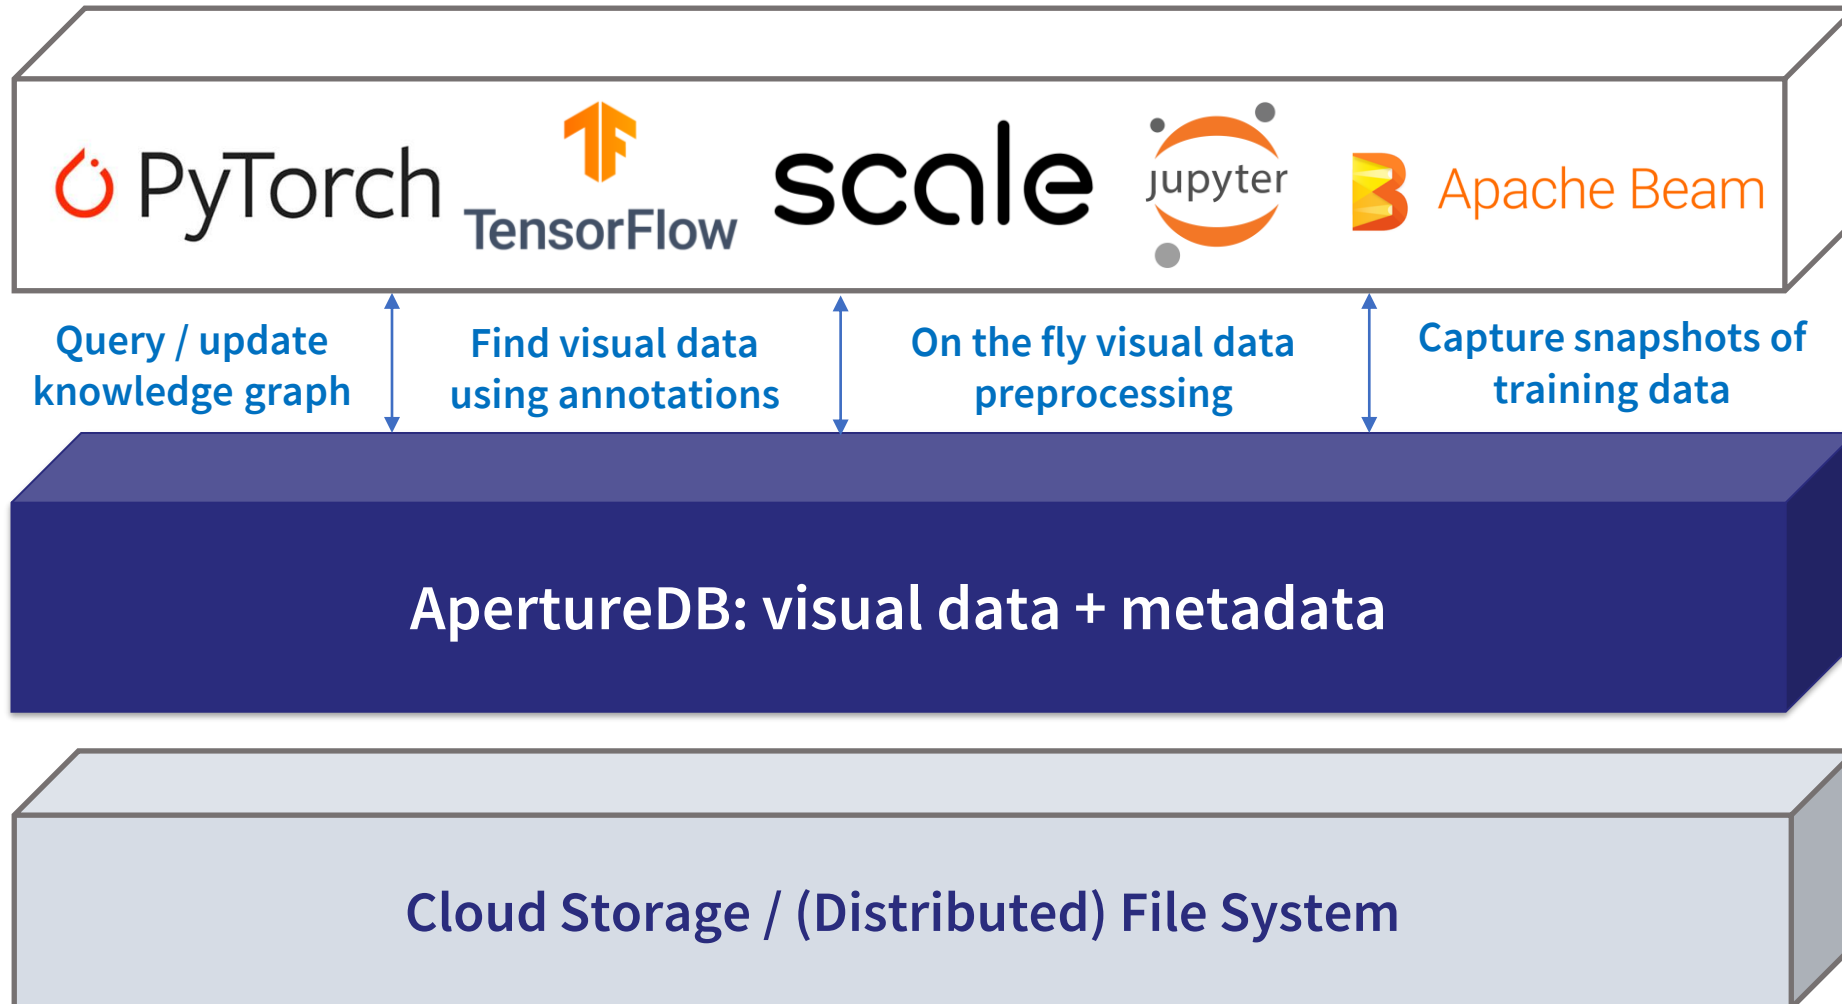 PyTorch
TensorFlow
scale
jupyter
Apache Beam
Query / update
knowledge graph
Find visual data
using annotations
On the fly visual data
preprocessing
Capture snapshots of
training data
ApertureDB: visual data + metadata
Cloud Storage / (Distributed) File System